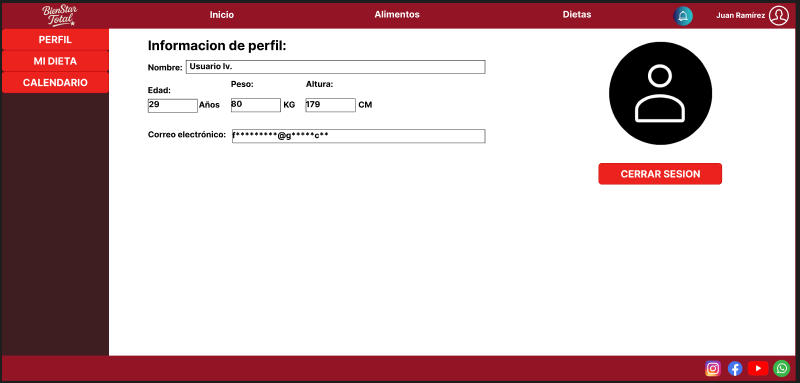 BienStar
Total
Inicio
Alimentos
Dietas
Juan Ramírez
PERFIL
MI DIETA
CALENDARIO
Informacion de perfil:
Nombre: Usuario Iv.
Edad: Peso: Altura:
29 Años 80 KG 179 CM
Correo electrónico: f*********@g*****c**
CERRAR SESION